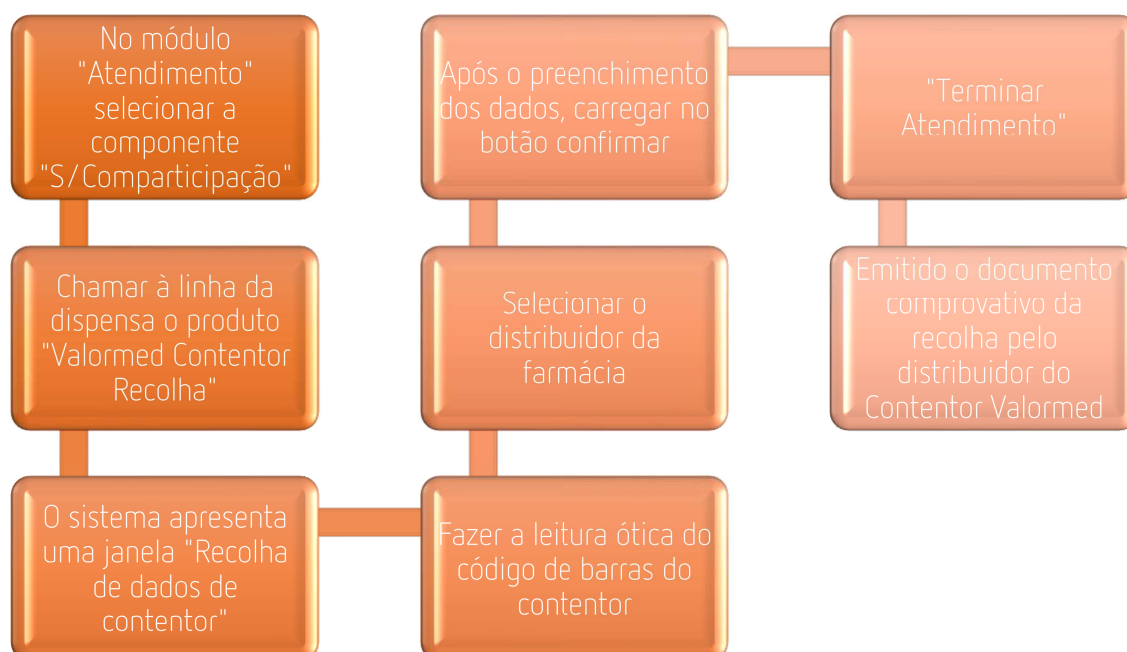 No módulo
"Atendimento"
selecionar a
componente
"S/Comparticipação"
Chamar à linha da
dispensa o produto
"Valormed Contentor
Recolha"
O sistema apresenta
uma janela "Recolha
de dados de
contentor"
Fazer a leitura ótica do
código de barras do
contentor
Selecionar o
distribuidor da
farmácia
Após o preenchimento
dos dados, carregar no
botão confirmar
"Terminar
Atendimento"
Emitido o documento
comprovativo da
recolha pelo
distribuidor do
Contentor Valormed